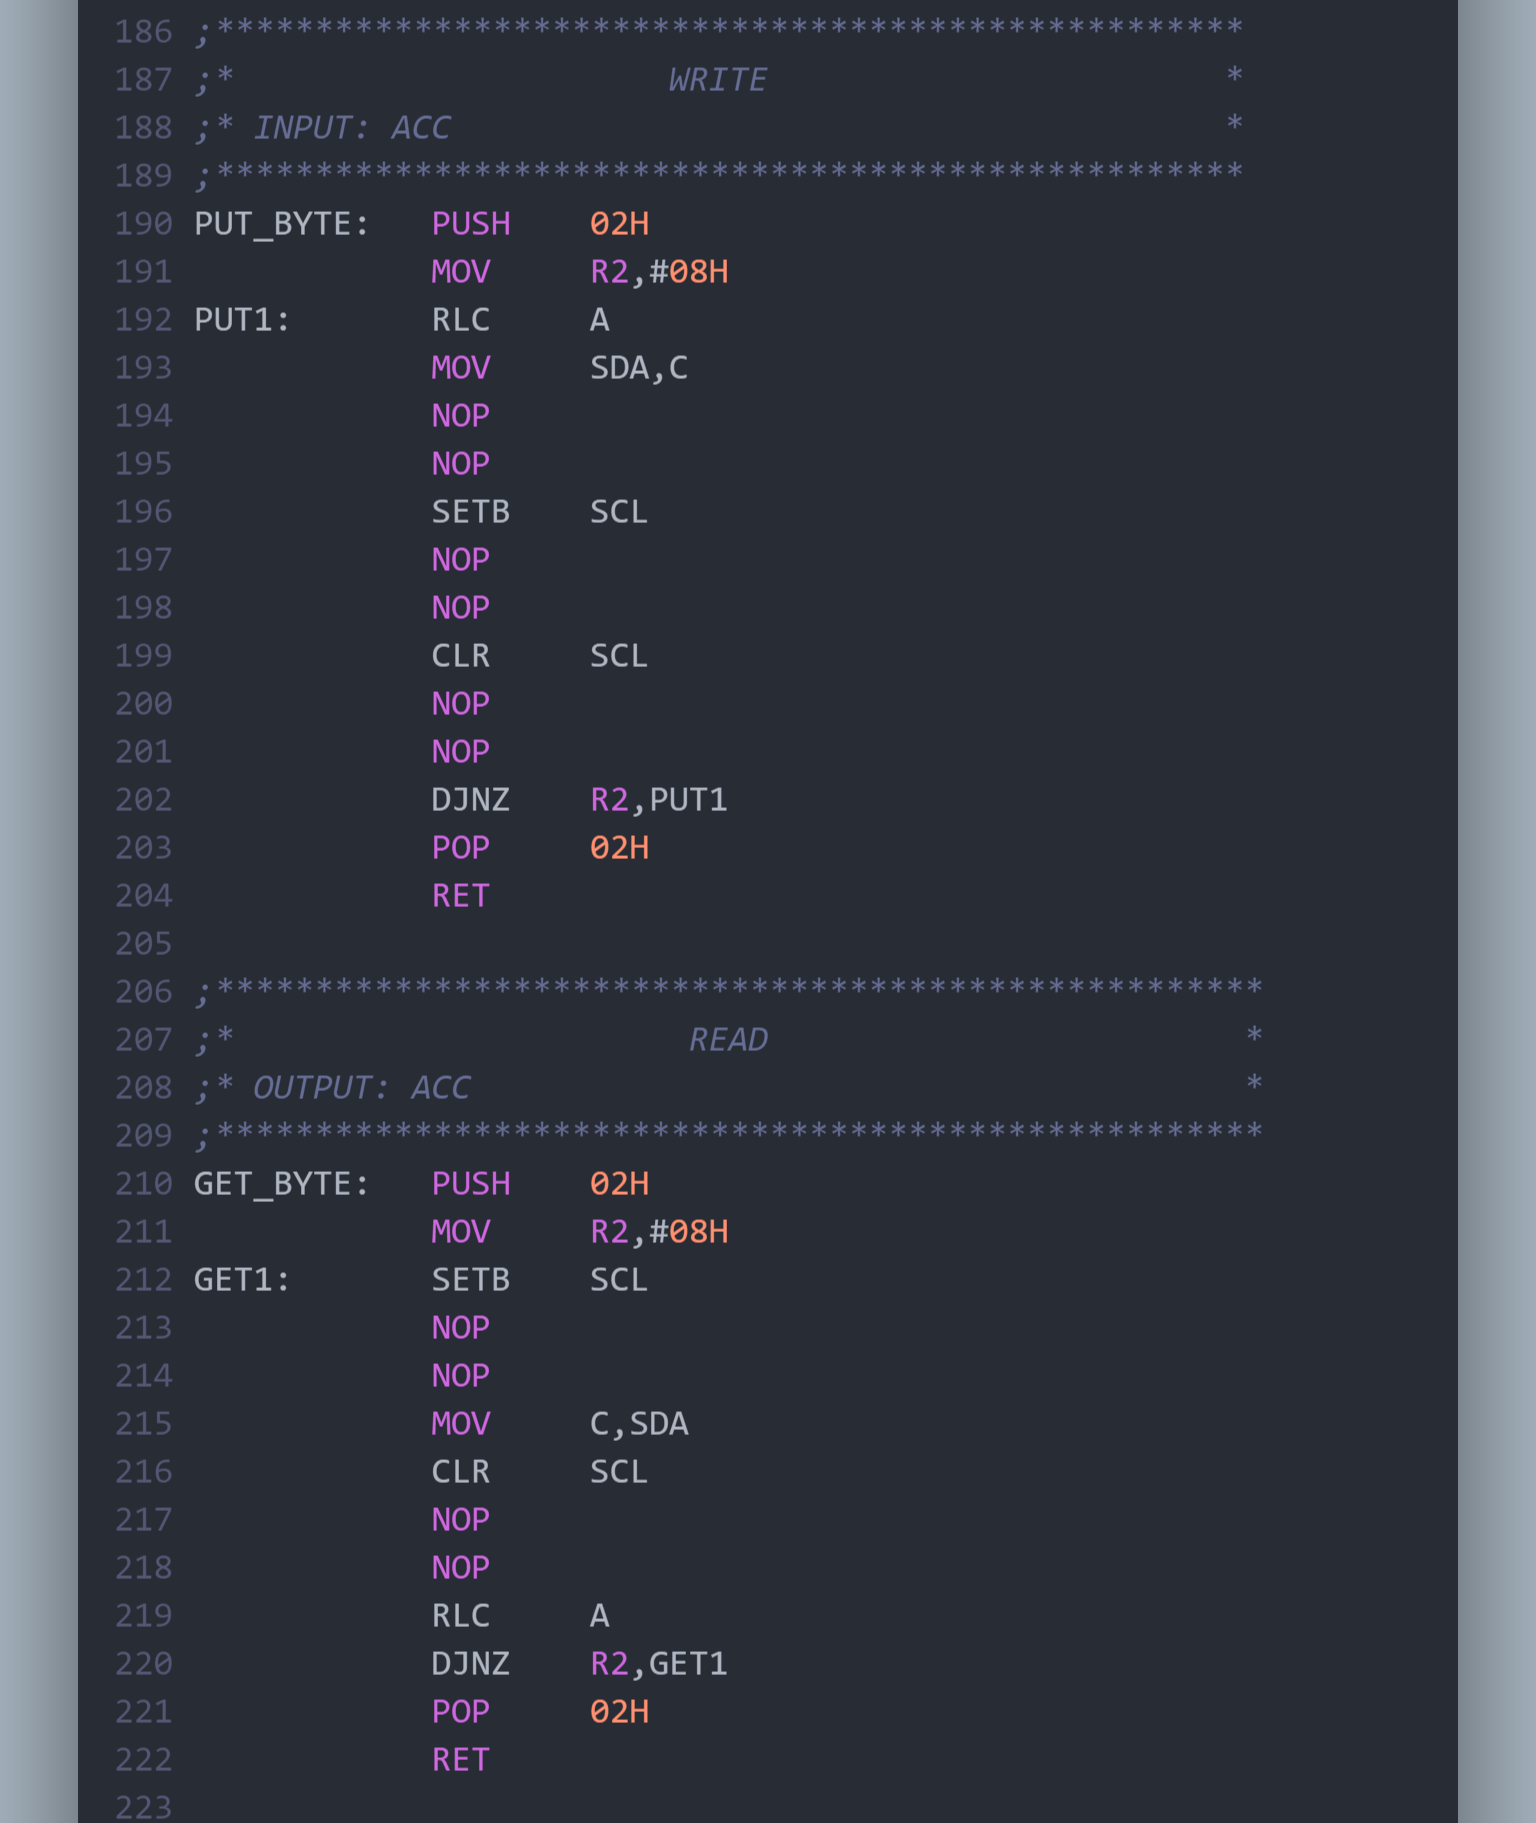 186 ;****************************************************
187 ;*                      WRITE                       *
188 ;* INPUT: ACC                                       *
189 ;****************************************************
190 PUT_BYTE:   PUSH    02H
191             MOV     R2,#08H
192 PUT1:       RLC     A
193             MOV     SDA,C
194             NOP
195             NOP
196             SETB    SCL
197             NOP
198             NOP
199             CLR     SCL
200             NOP
201             NOP
202             DJNZ    R2,PUT1
203             POP     02H
204             RET
205
206 ;*****************************************************
207 ;*                       READ                        *
208 ;* OUTPUT: ACC                                       *
209 ;*****************************************************
210 GET_BYTE:   PUSH    02H
211             MOV     R2,#08H
212 GET1:       SETB    SCL
213             NOP
214             NOP
215             MOV     C,SDA
216             CLR     SCL
217             NOP
218             NOP
219             RLC     A
220             DJNZ    R2,GET1
221             POP     02H
222             RET
223